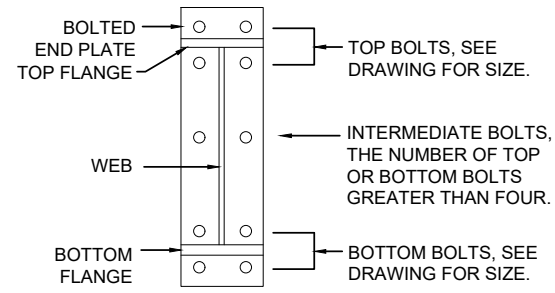 BOLTED
END PLATE
TOP FLANGE
TOP BOLTS, SEE
DRAWING FOR SIZE.
INTERMEDIATE BOLTS,
THE NUMBER OF TOP
OR BOTTOM BOLTS
GREATER THAN FOUR.
WEB
BOTTOM
FLANGE
BOTTOM BOLTS, SEE
DRAWING FOR SIZE.